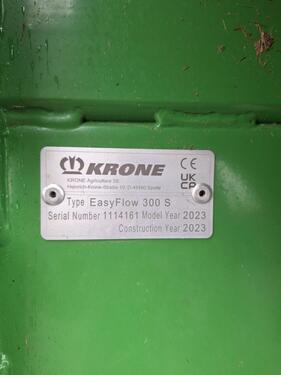 KRONE
KRONE Agriculture SE
Heinrich-Krone-Straße 10, D-48480 Spelle
CE
UK
CA
Type EasyFlow 300 S
Serial Number 1114161 Model Year 2023
Construction Year 2023